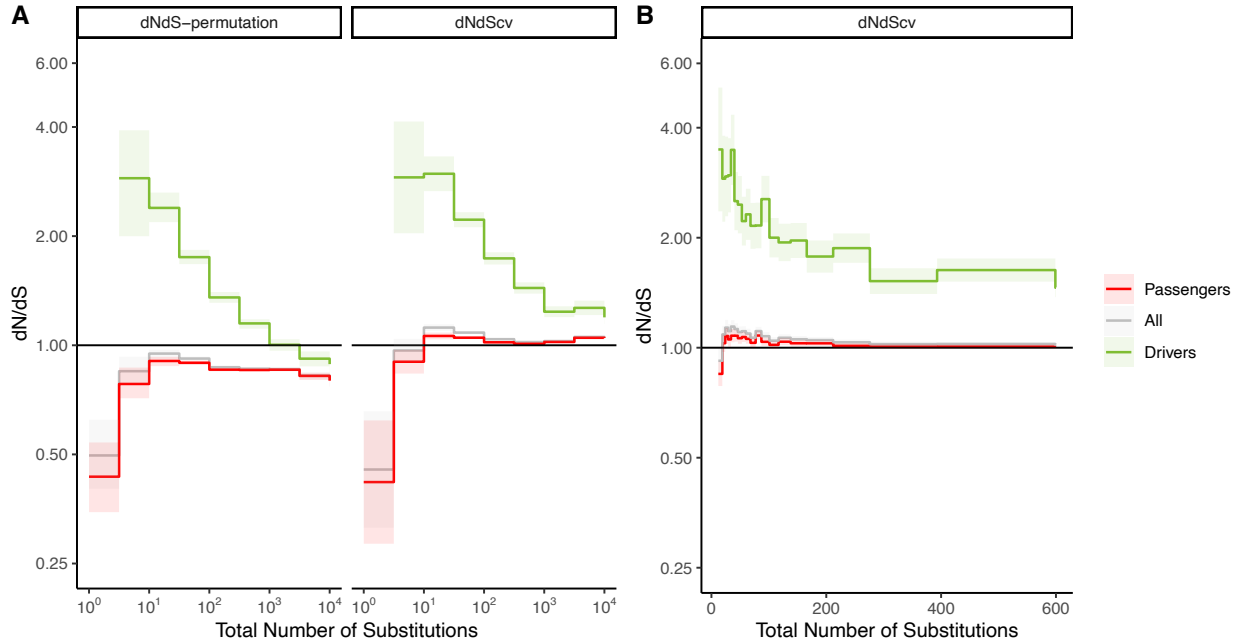 A
dNdS−permutation
dNdScv
B
dNdScv
dN/dS
6.00
4.00
2.00
1.00
0.50
0.25
10^0 10^1 10^2 10^3 10^4
10^0 10^1 10^2 10^3 10^4
Total Number of Substitutions
dN/dS
6.00
4.00
2.00
1.00
0.50
0.25
0 200 400 600
Total Number of Substitutions
Passengers
All
Drivers